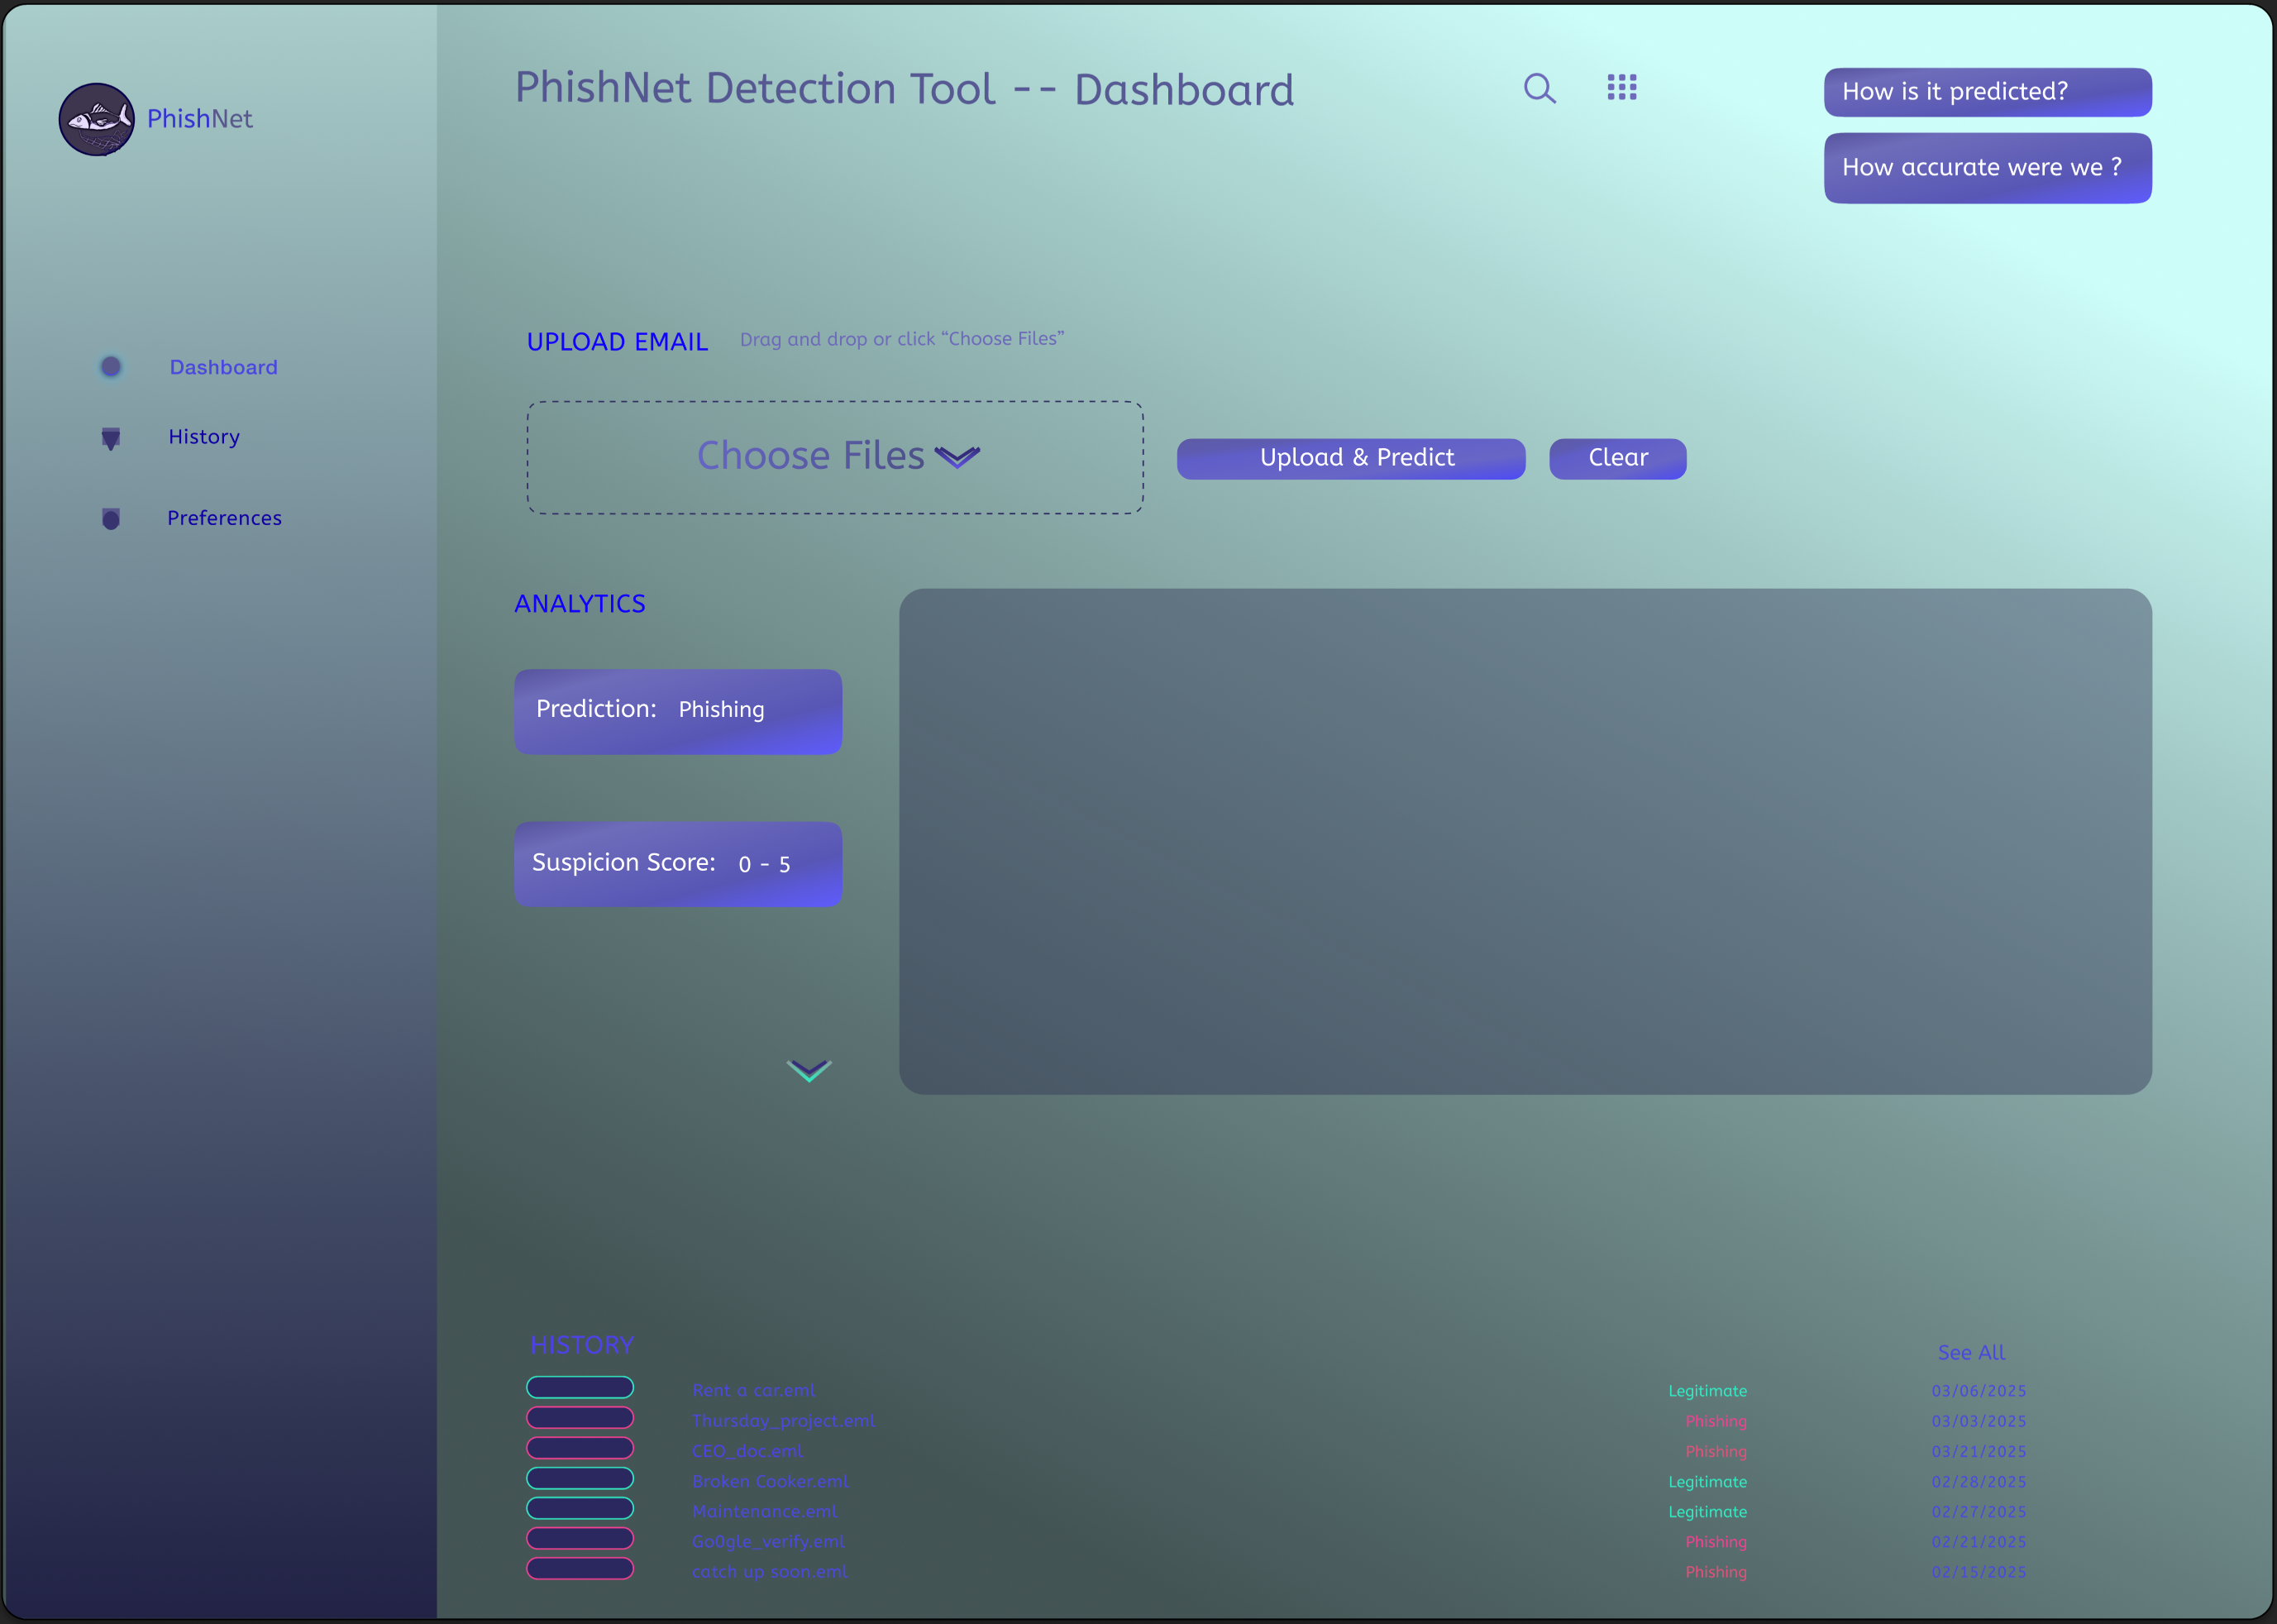 PhishNet
PhishNet Detection Tool -- Dashboard
How is it predicted?
How accurate were we ?
Dashboard
History
Preferences
UPLOAD EMAIL Drag and drop or click “Choose Files”
Choose Files
Upload & Predict
Clear
ANALYTICS
Prediction: Phishing
Suspicion Score: 0 - 5
HISTORY
See All
Rent a car.eml Legitimate 03/06/2025
Thursday_project.eml Phishing 03/03/2025
CEO_doc.eml Phishing 03/21/2025
Broken Cooker.eml Legitimate 02/28/2025
Maintenance.eml Legitimate 02/27/2025
Go0gle_verify.eml Phishing 02/21/2025
catch up soon.eml Phishing 02/15/2025